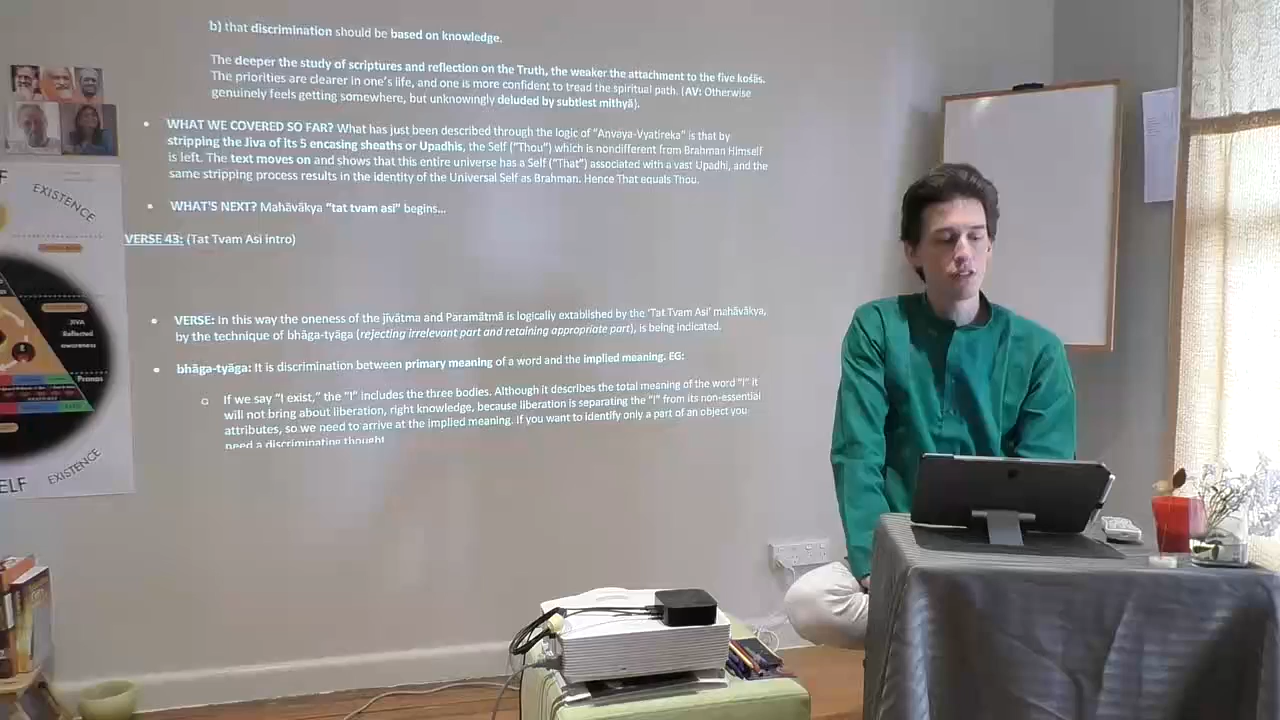 b) that discrimination should be based on knowledge.
The deeper the study of scriptures and reflection on the Truth, the weaker the attachment to the five kośās.
The priorities are clearer in one's life, and one is more confident to tread the spiritual path. (AV: Otherwise
genuinely feels getting somewhere, but unknowingly deluded by subtlest mithyā).
WHAT WE COVERED SO FAR? What has just been described through the logic of "Anvaya-Vyatireka" is that by
stripping the Jiva of its 5 encasing sheaths or Upadhis, the Self ("Thou") which is nondifferent from Brahman Himself
is left. The text moves on and shows that this entire universe has a Self ("That") associated with a vast Upadhi, and the
same stripping process results in the identity of the Universal Self as Brahman. Hence That equals Thou.
WHAT'S NEXT? Mahāvākya "tat tvam asi" begins...
VERSE 43: (Tat Tvam Asi intro)
VERSE: In this way the oneness of the jīvātma and Paramātmā is logically extablished by the 'Tat Tvam Asi' mahāvākya,
by the technique of bhāga-tyāga (rejecting irrelevant part and retaining appropriate part), is being indicated.
bhāga-tyāga: It is discrimination between primary meaning of a word and the implied meaning. EG:
If we say "I exist," the "I" includes the three bodies. Although it describes the total meaning of the word "I" it
will not bring about liberation, right knowledge, because liberation is separating the "I" from its non-essential
attributes, so we need to arrive at the implied meaning. If you want to identify only a part of an object you
need a discriminating thought
F
EXISTENCE
JIVA
Reflected
awareness
Pranas
ELF
EXISTENCE